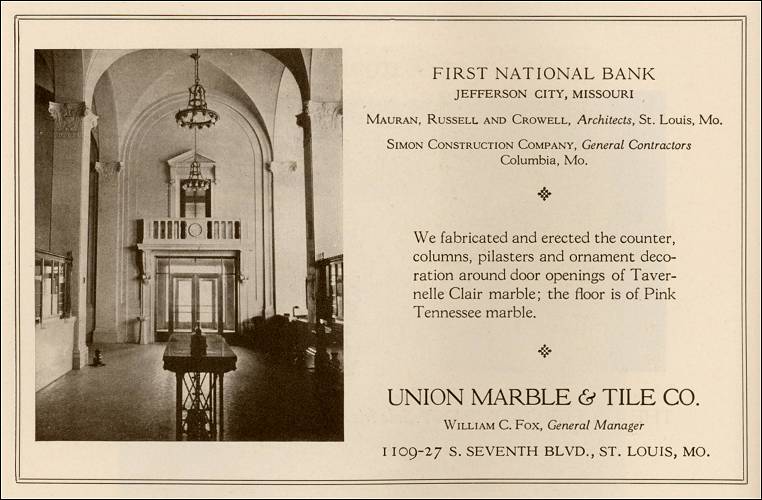 FIRST NATIONAL BANK
JEFFERSON CITY, MISSOURI
MAURAN, RUSSELL AND CROWELL, Architects, St. Louis, Mo.
SIMON CONSTRUCTION COMPANY, General Contractors
Columbia, Mo.
We fabricated and erected the counter,
columns, pilasters and ornament deco-
ration around door openings of Taver-
nelle Clair marble; the floor is of Pink
Tennessee marble.
UNION MARBLE & TILE CO.
WILLIAM C. FOX, General Manager
1109-27 S. SEVENTH BLVD., ST. LOUIS, MO.